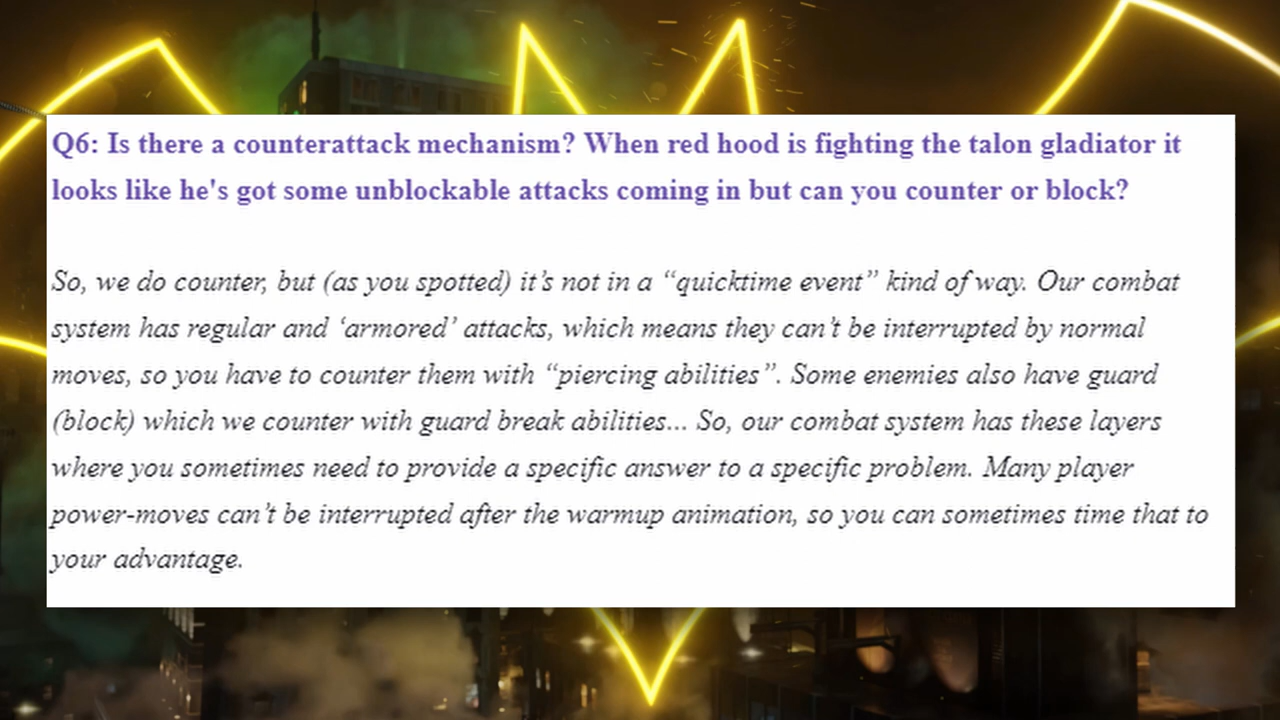 Q6: Is there a counterattack mechanism? When red hood is fighting the talon gladiator it
looks like he's got some unblockable attacks coming in but can you counter or block?
So, we do counter, but (as you spotted) it’s not in a “quicktime event” kind of way. Our combat
system has regular and ‘armored’ attacks, which means they can’t be interrupted by normal
moves, so you have to counter them with “piercing abilities”. Some enemies also have guard
(block) which we counter with guard break abilities... So, our combat system has these layers
where you sometimes need to provide a specific answer to a specific problem. Many player
power-moves can’t be interrupted after the warmup animation, so you can sometimes time that to
your advantage.